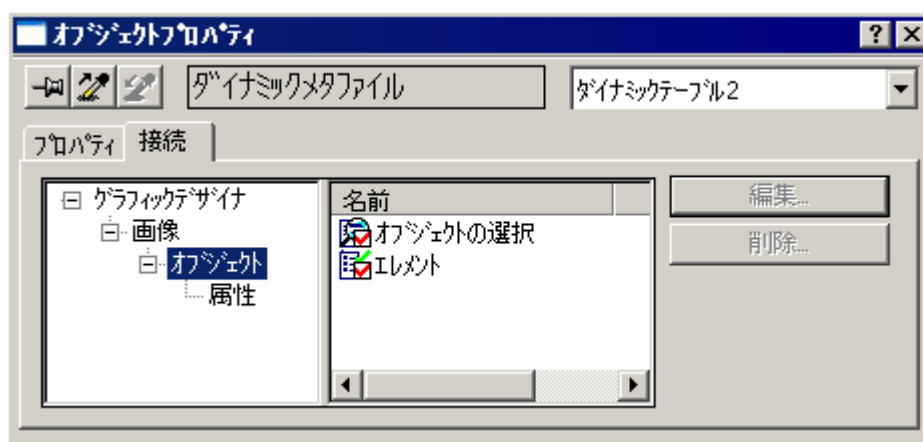 オブジェクトプロパティ
ダイナミックメタファイル
ダイナミックテーブル2
プロパティ 接続
グラフィックデザイナ
画像
オブジェクト
属性
名前
オブジェクトの選択
エレメント
編集...
削除...